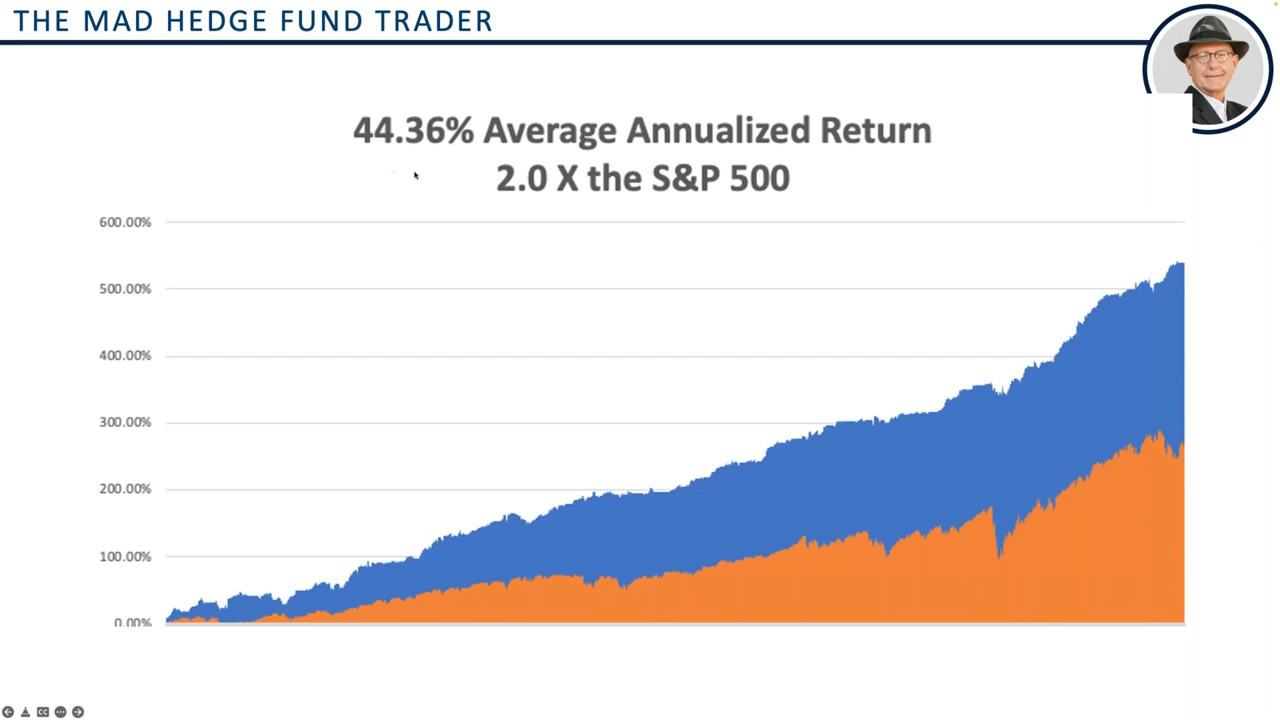 THE MAD HEDGE FUND TRADER
44.36% Average Annualized Return
2.0 X the S&P 500
600.00%
500.00%
400.00%
300.00%
200.00%
100.00%
0.00%
CC